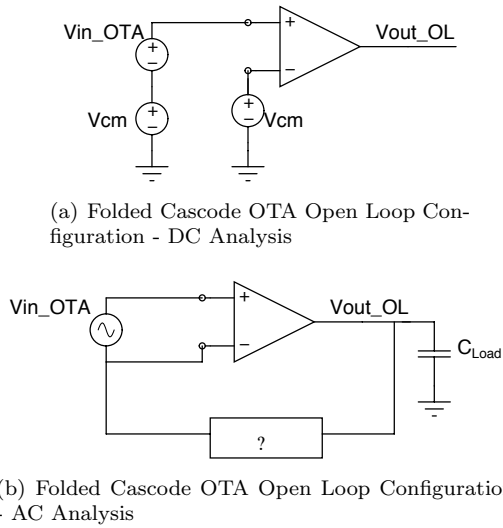 Vin_OTA
Vout_OL
+
−
+
−
+
−
+
−
Vcm
Vcm
(a) Folded Cascode OTA Open Loop Con-
figuration - DC Analysis
Vin_OTA
Vout_OL
+
−
CLoad
?
(b) Folded Cascode OTA Open Loop Configuratio
- AC Analysis